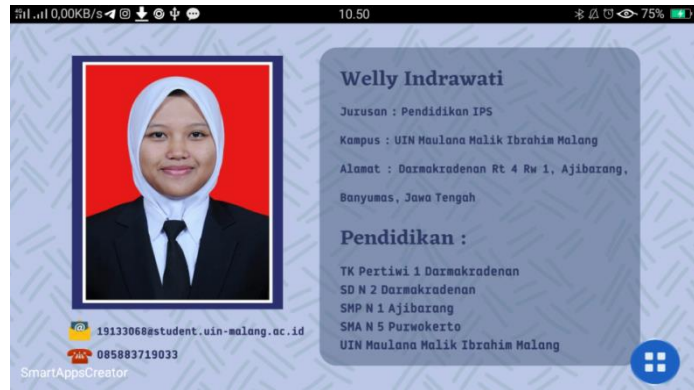 0,00KB/s 10.50 75%
Welly Indrawati
Jurusan : Pendidikan IPS
Kampus : UIN Maulana Malik Ibrahim Malang
Alamat : Darmakradenan Rt 4 Rw 1, Ajibarang,
Banyumas, Jawa Tengah
Pendidikan :
TK Pertiwi 1 Darmakradenan
SD N 2 Darmakradenan
SMP N 1 Ajibarang
SMA N 5 Purwokerto
UIN Maulana Malik Ibrahim Malang
19133068@student.uin-malang.ac.id
085883719033
SmartAppsCreator